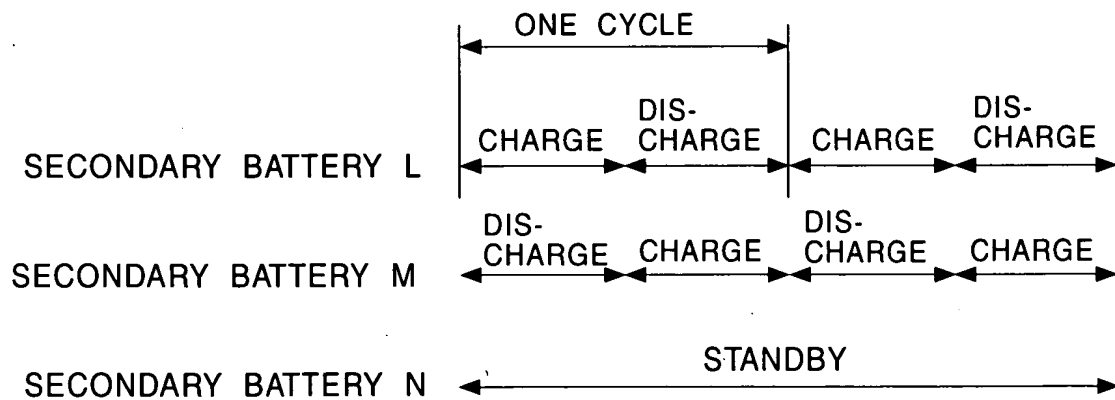 ONE CYCLE
DIS- DIS-
CHARGE CHARGE CHARGE CHARGE
SECONDARY BATTERY L
DIS- DIS-
CHARGE CHARGE CHARGE CHARGE
SECONDARY BATTERY M
STANDBY
SECONDARY BATTERY N